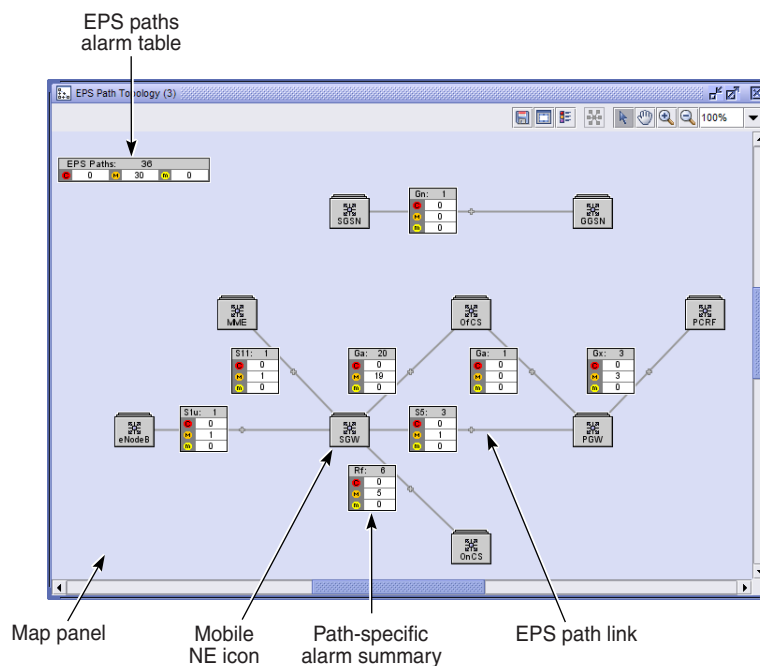 EPS paths
alarm table
EPS Path Topology (3)
100%
EPS Paths: 36
C 0 M 30 m 0
SGSN
Gn: 1
C 0
M 0
m 0
GGSN
MME
OfCS
PCRF
S11: 1
C 0
M 1
m 0
Ga: 20
C 0
M 19
m 0
Ga: 1
C 0
M 0
m 0
Gx: 3
C 0
M 3
m 0
eNodeB
S1u: 1
C 0
M 1
m 0
SGW
S5: 3
C 0
M 1
m 0
PGW
Rf: 6
C 0
M 5
m 0
OnCS
Map panel
Mobile
NE icon
Path-specific
alarm summary
EPS path link